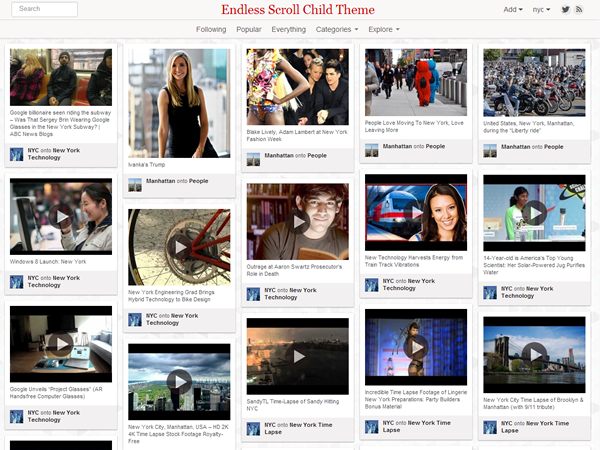 Search
Endless Scroll Child Theme
Add
nyc
Following
Popular
Everything
Categories
Explore
Google billionaire seen riding the subway
– Was That Sergey Brin Wearing Google
Glasses in the New York Subway? |
ABC News Blogs
NYC onto New York
Technology
Windows 8 Launch: New York
NYC onto New York
Technology
Google Unveils "Project Glasses" (AR
Handsfree Computer Glasses)
NYC onto New York
Technology
Ivanka's Trump
Manhattan onto People
New York Engineering Grad Brings
Hybrid Technology to Bike Design
NYC onto New York
Technology
New York City, Manhattan, USA – HD 2K
4K Time Lapse Stock Footage Royalty-
Free
Blake Lively, Adam Lambert at New York
Fashion Week
Manhattan onto People
Outrage at Aaron Swartz Prosecutor's
Role in Death
NYC onto New York
Technology
SandyTL Time-Lapse of Sandy Hitting
NYC
NYC onto New York Time
Lapse
People Love Moving To New York, Love
Leaving More
Manhattan onto People
New Technology Harvests Energy from
Train Track Vibrations
NYC onto New York
Technology
Incredible Time Lapse Footage of Lingerie
New York Preparations: Party Builders
Bonus Material
NYC onto New York Time
Lapse
United States, New York, Manhattan,
during the "Liberty ride"
Manhattan onto People
14-Year-old is America's Top Young
Scientist: Her Solar-Powered Jug Purifies
Water
NYC onto New York
Technology
New York City Time Lapse of Brooklyn &
Manhattan (with 9/11 tribute)
NYC onto New York Time
Lapse